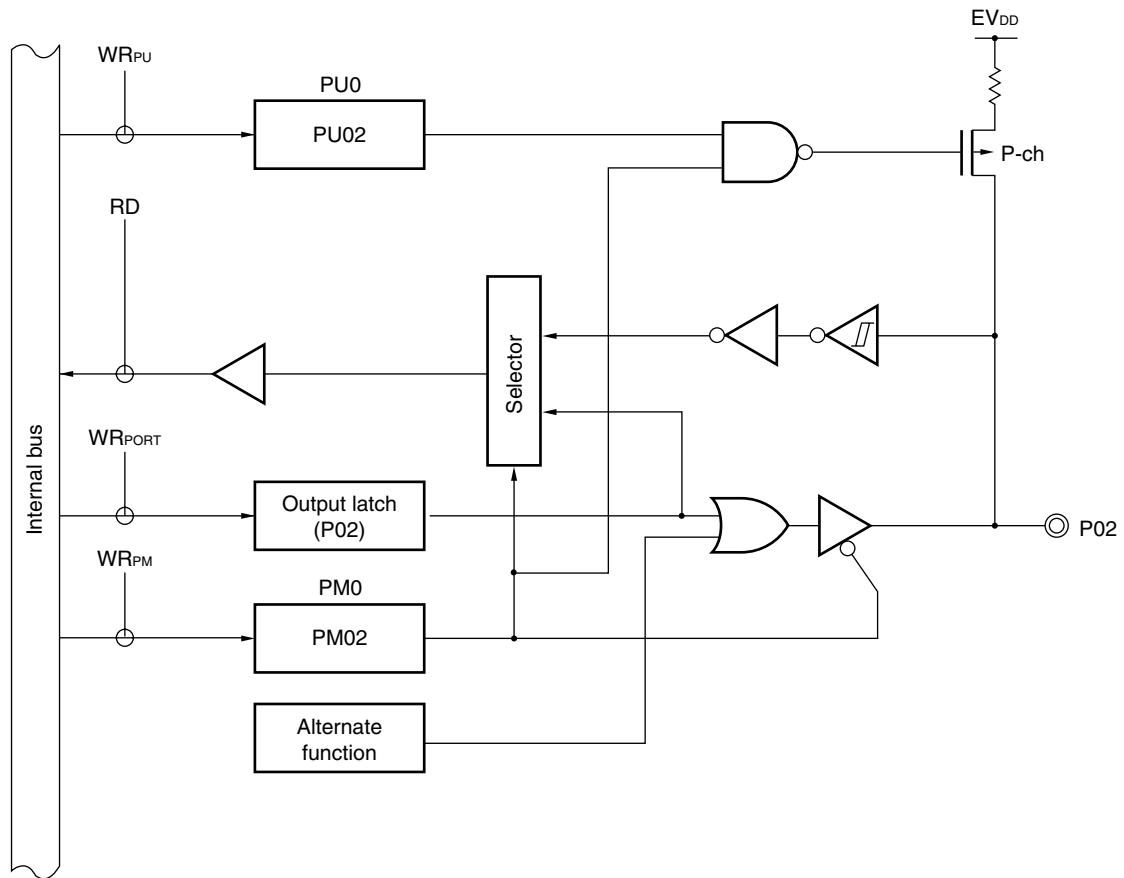 EVDD
WRPU
PU0
PU02
P-ch
RD
Selector
Internal bus
WRPORT
Output latch
(P02)
P02
WRPM
PM0
PM02
Alternate
function